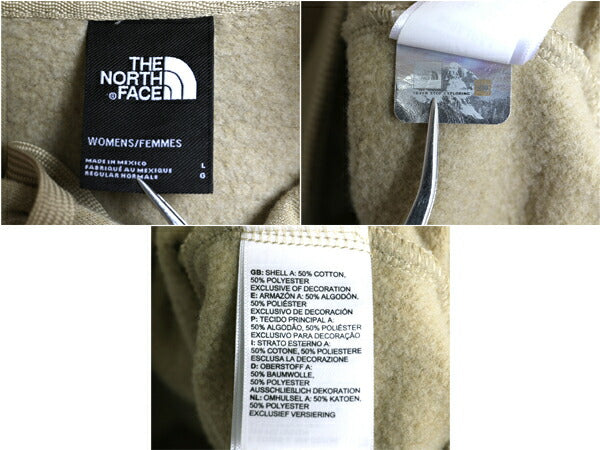 THE
NORTH
FACE
WOMENS/FEMMES
MADE IN MEXICO
FABRIQUÉ AU MEXIQUE
REGULAR NORMALE
L
G
NEVER STOP EXPLORING
GB: SHELL A: 50% COTTON,
50% POLYESTER
EXCLUSIVE OF DECORATION
E: ARMAZÓN A: 50% ALGODÓN,
50% POLIÉSTER
EXCLUSIVO DE DECORACIÓN
P: TECIDO PRINCIPAL A:
50% ALGODÃO, 50% POLIÉSTER
EXCLUSIVO PARA DECORAÇÃO
I: STRATO ESTERNO A:
50% COTONE, 50% POLIESTERE
ESCLUSA LA DECORAZIONE
D: OBERSTOFF A:
50% BAUMWOLLE,
50% POLYESTER
AUSSCHLIEßLICH DEKORATION
NL: OMHULSEL A: 50% KATOEN.
50% POLYESTER
EXCLUSIEF VERSIERING